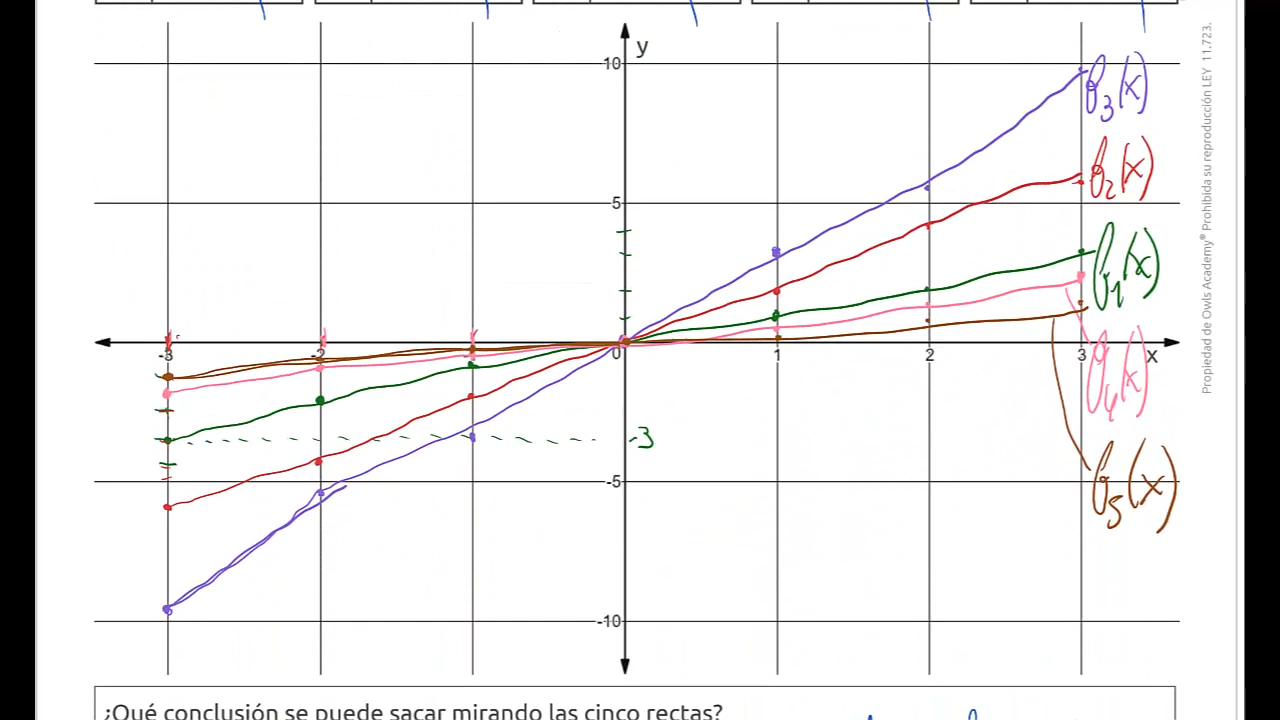 y
10
f3(x)
f2(x)
5
f1(x)
-3 -2 0 1 2 3 x
f4(x)
-3
-5
f5(x)
-10
¿Qué conclusión se puede sacar mirando las cinco rectas?
Propiedad de Owls Academy® Prohibida su reproducción LEY 11.723.